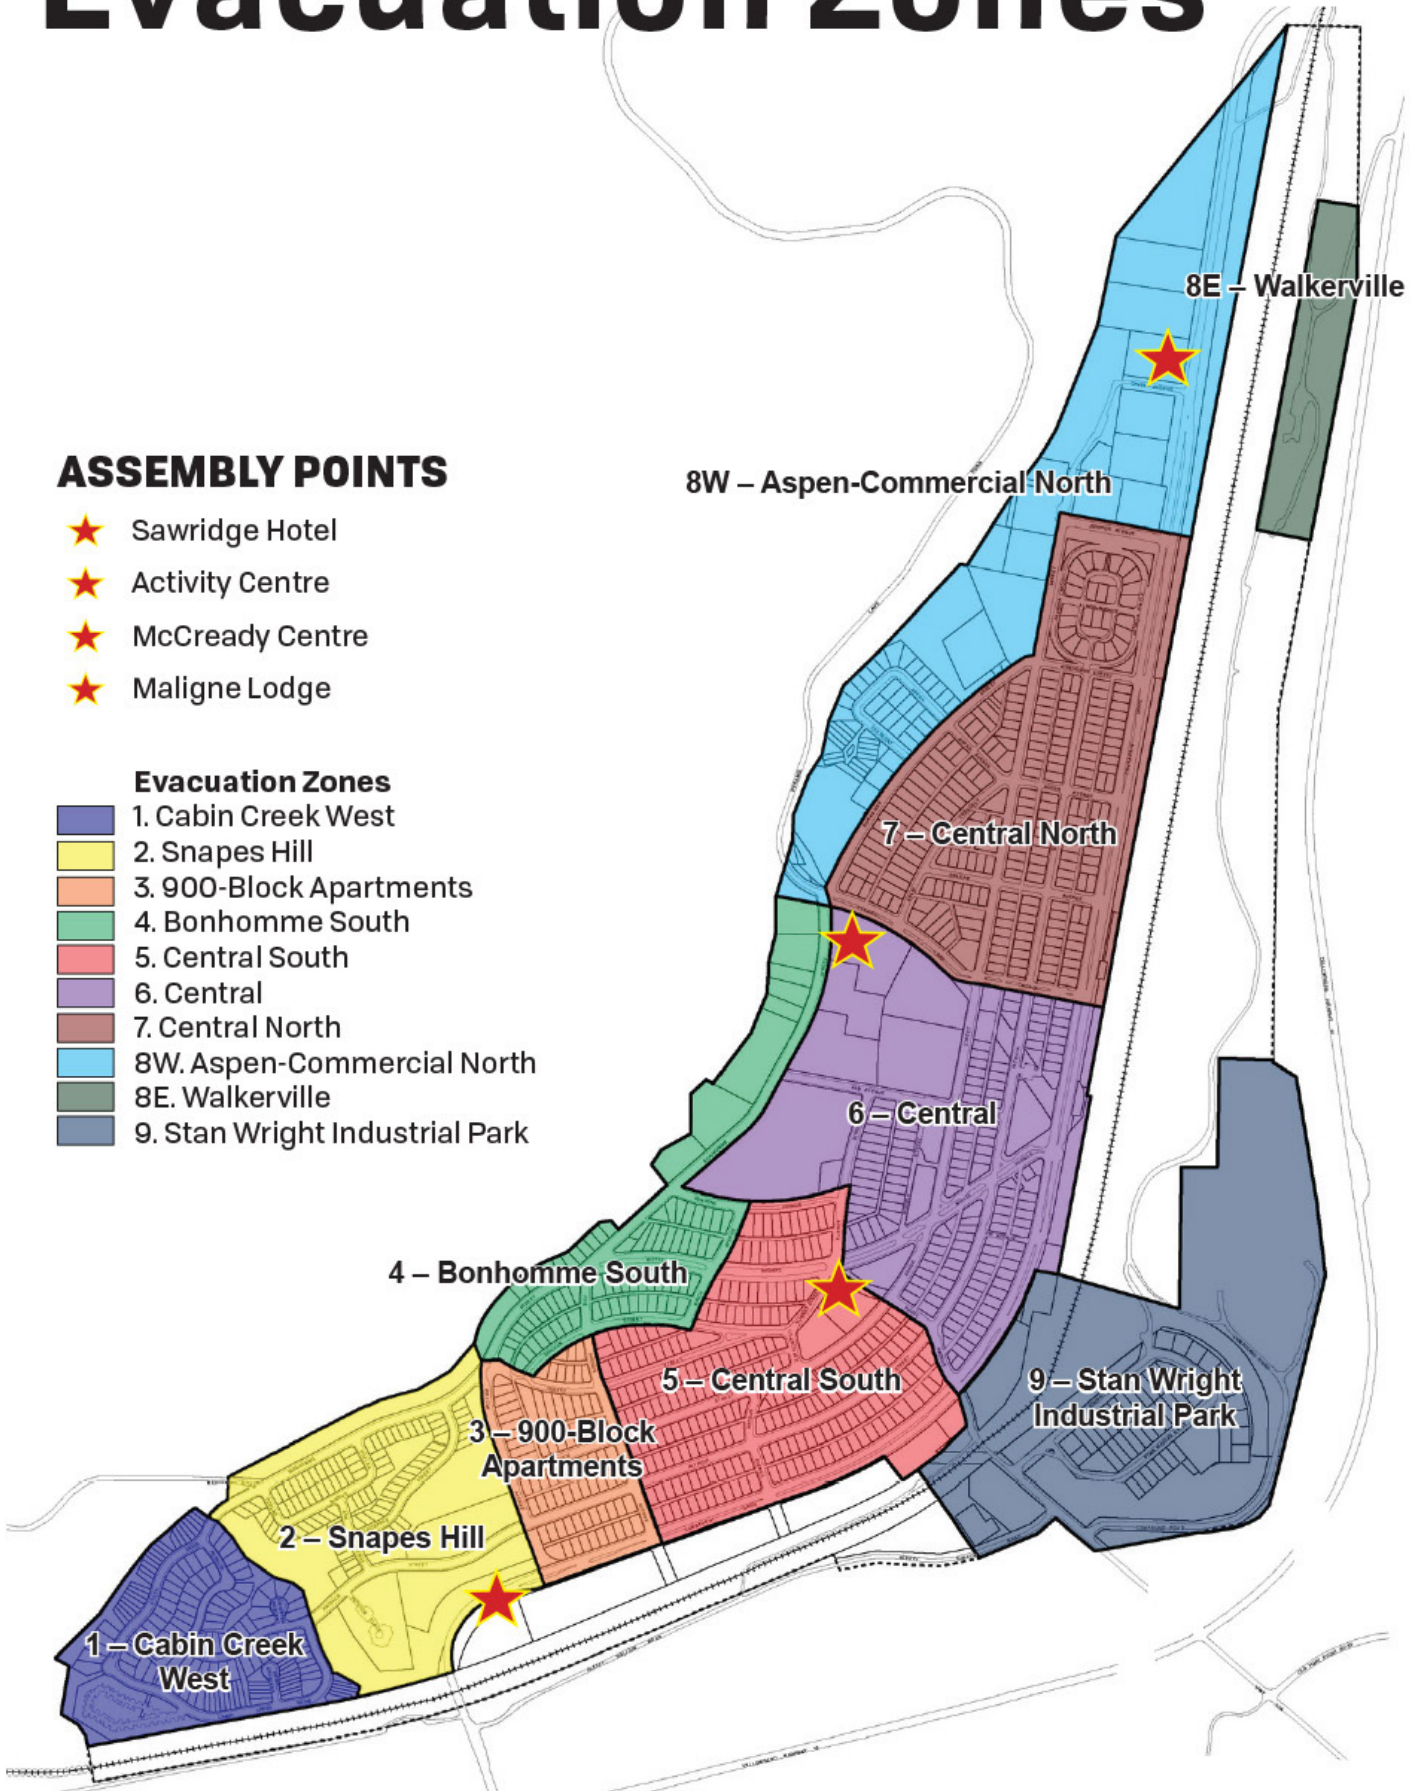 Evacuation Zones
8E – Walkerville
8W – Aspen-Commercial North
ASSEMBLY POINTS
Sawridge Hotel
Activity Centre
McCready Centre
Maligne Lodge
Evacuation Zones
1. Cabin Creek West
2. Snapes Hill
3. 900-Block Apartments
4. Bonhomme South
5. Central South
6. Central
7. Central North
8W. Aspen-Commercial North
8E. Walkerville
9. Stan Wright Industrial Park
7 – Central North
6 – Central
4 – Bonhomme South
5 – Central South
9 – Stan Wright
Industrial Park
3 – 900-Block
Apartments
2 – Snapes Hill
1 – Cabin Creek
West